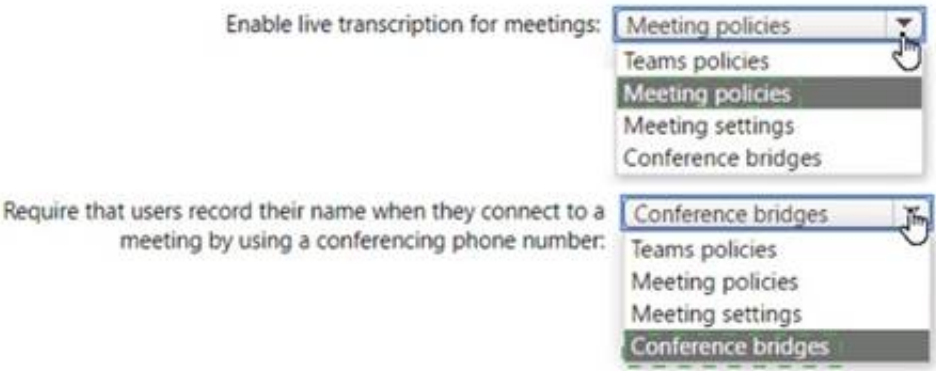 Enable live transcription for meetings: Meeting policies
Teams policies
Meeting policies
Meeting settings
Conference bridges
Require that users record their name when they connect to a Conference bridges
meeting by using a conferencing phone number:
Teams policies
Meeting policies
Meeting settings
Conference bridges